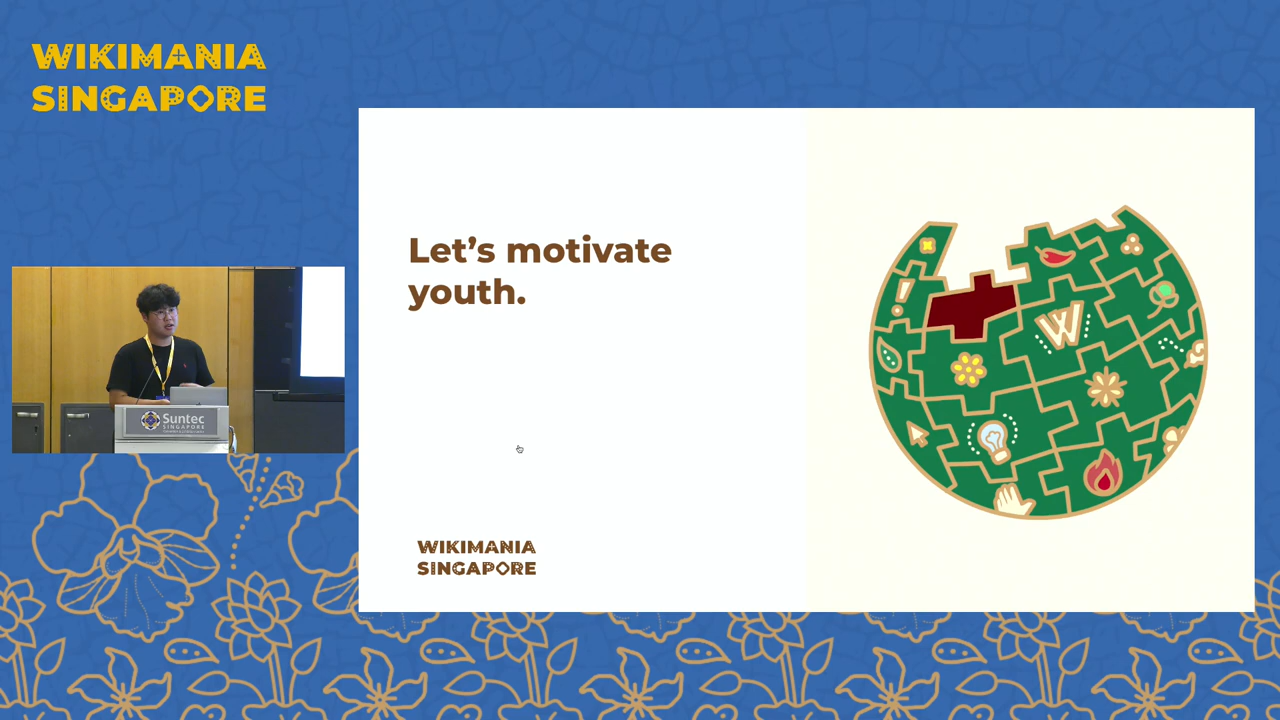 WIKIMANIA
SINGAPORE
Let's motivate
youth.
W
Suntec
SINGAPORE
WIKIMANIA
SINGAPORE